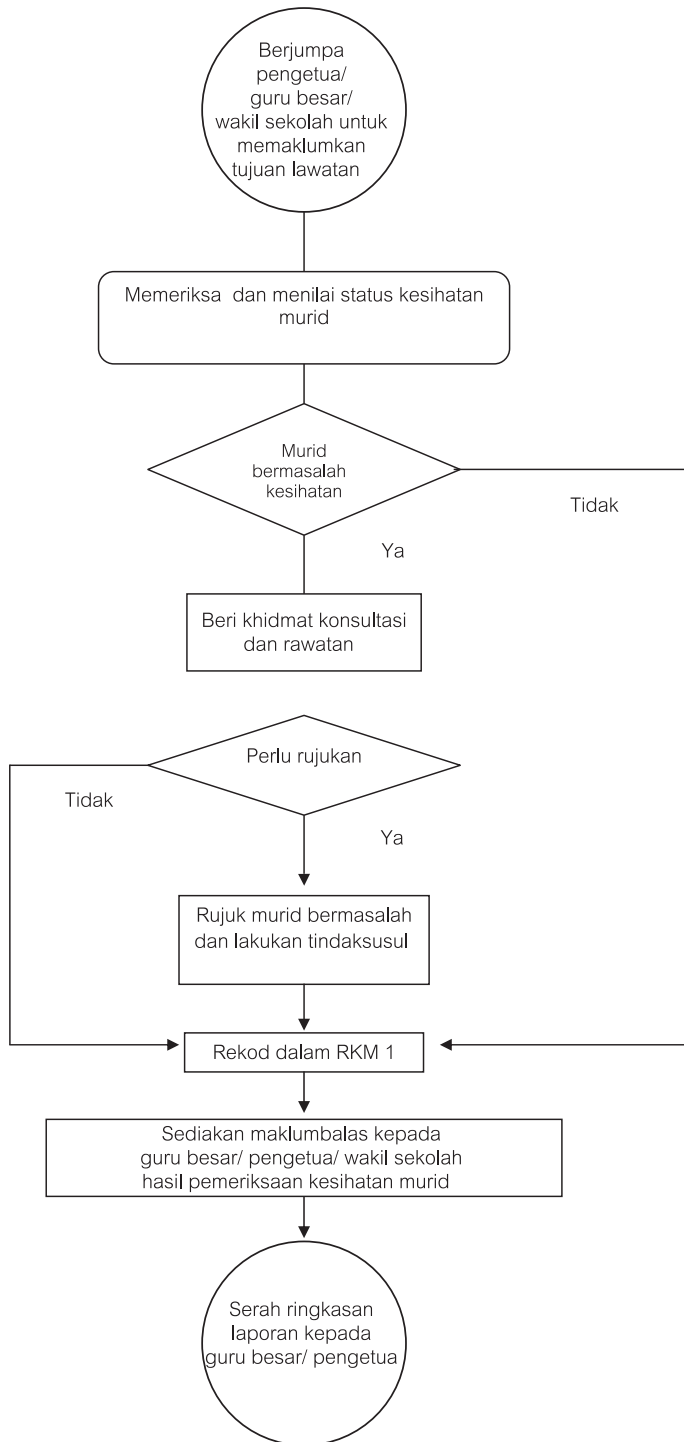 Berjumpa
pengetua/
guru besar/
wakil sekolah untuk
memaklumkan
tujuan lawatan
Memeriksa dan menilai status kesihatan
murid
Murid
bermasalah
kesihatan
Tidak
Ya
Beri khidmat konsultasi
dan rawatan
Perlu rujukan
Tidak
Ya
Rujuk murid bermasalah
dan lakukan tindaksusul
Rekod dalam RKM 1
Sediakan maklumbalas kepada
guru besar/ pengetua/ wakil sekolah
hasil pemeriksaan kesihatan murid
Serah ringkasan
laporan kepada
guru besar/ pengetua